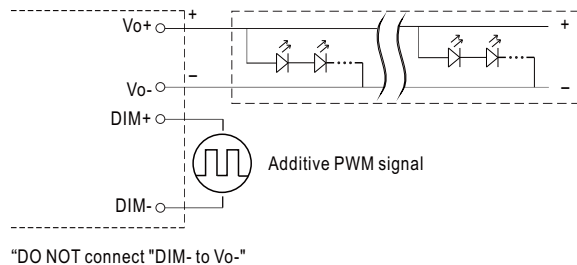 Vo+
+
+
Vo-
−
−
DIM+
Additive PWM signal
DIM-
“DO NOT connect "DIM- to Vo-"